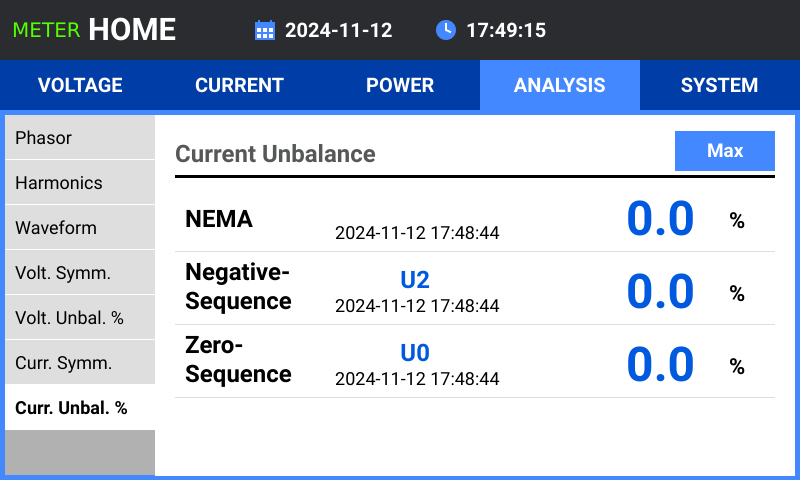 METER HOME 2024-11-12 17:49:15
VOLTAGE CURRENT POWER ANALYSIS SYSTEM
Phasor
Harmonics
Waveform
Volt. Symm.
Volt. Unbal. %
Curr. Symm.
Curr. Unbal. %
Current Unbalance Max
NEMA 2024-11-12 17:48:44 0.0 %
Negative-
Sequence U2 2024-11-12 17:48:44 0.0 %
Zero-
Sequence U0 2024-11-12 17:48:44 0.0 %